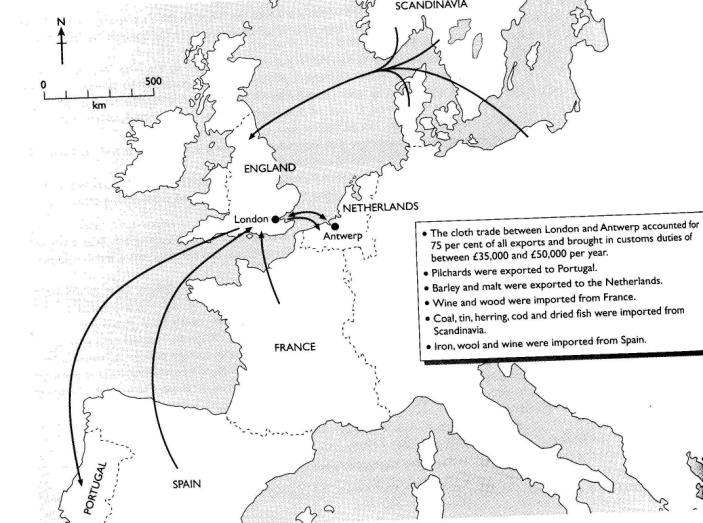 SCANDINAVIA
N
0 500
km
ENGLAND
London
NETHERLANDS
Antwerp
• The cloth trade between London and Antwerp accounted for
75 per cent of all exports and brought in customs duties of
between £35,000 and £50,000 per year.
• Pilchards were exported to Portugal.
• Barley and malt were exported to the Netherlands.
• Wine and wood were imported from France.
• Coal, tin, herring, cod and dried fish were imported from
Scandinavia.
• Iron, wool and wine were imported from Spain.
FRANCE
PORTUGAL
SPAIN